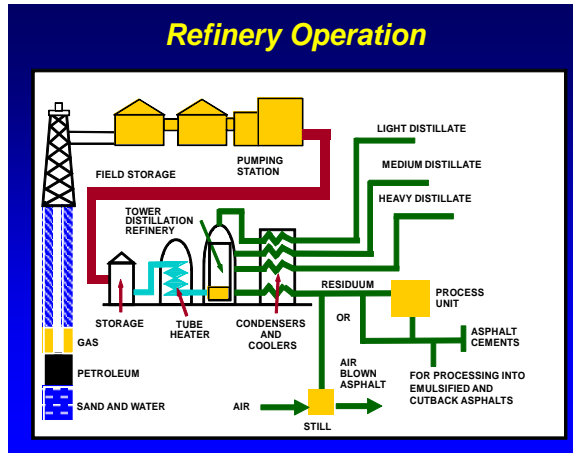 Refinery Operation
LIGHT DISTILLATE
MEDIUM DISTILLATE
HEAVY DISTILLATE
PUMPING
STATION
FIELD STORAGE
TOWER
DISTILLATION
REFINERY
RESIDUUM
OR
PROCESS
UNIT
STORAGE
TUBE
HEATER
CONDENSERS
AND
COOLERS
ASPHALT
CEMENTS
GAS
PETROLEUM
SAND AND WATER
AIR
BLOWN
ASPHALT
FOR PROCESSING INTO
EMULSIFIED AND
CUTBACK ASPHALTS
AIR
STILL